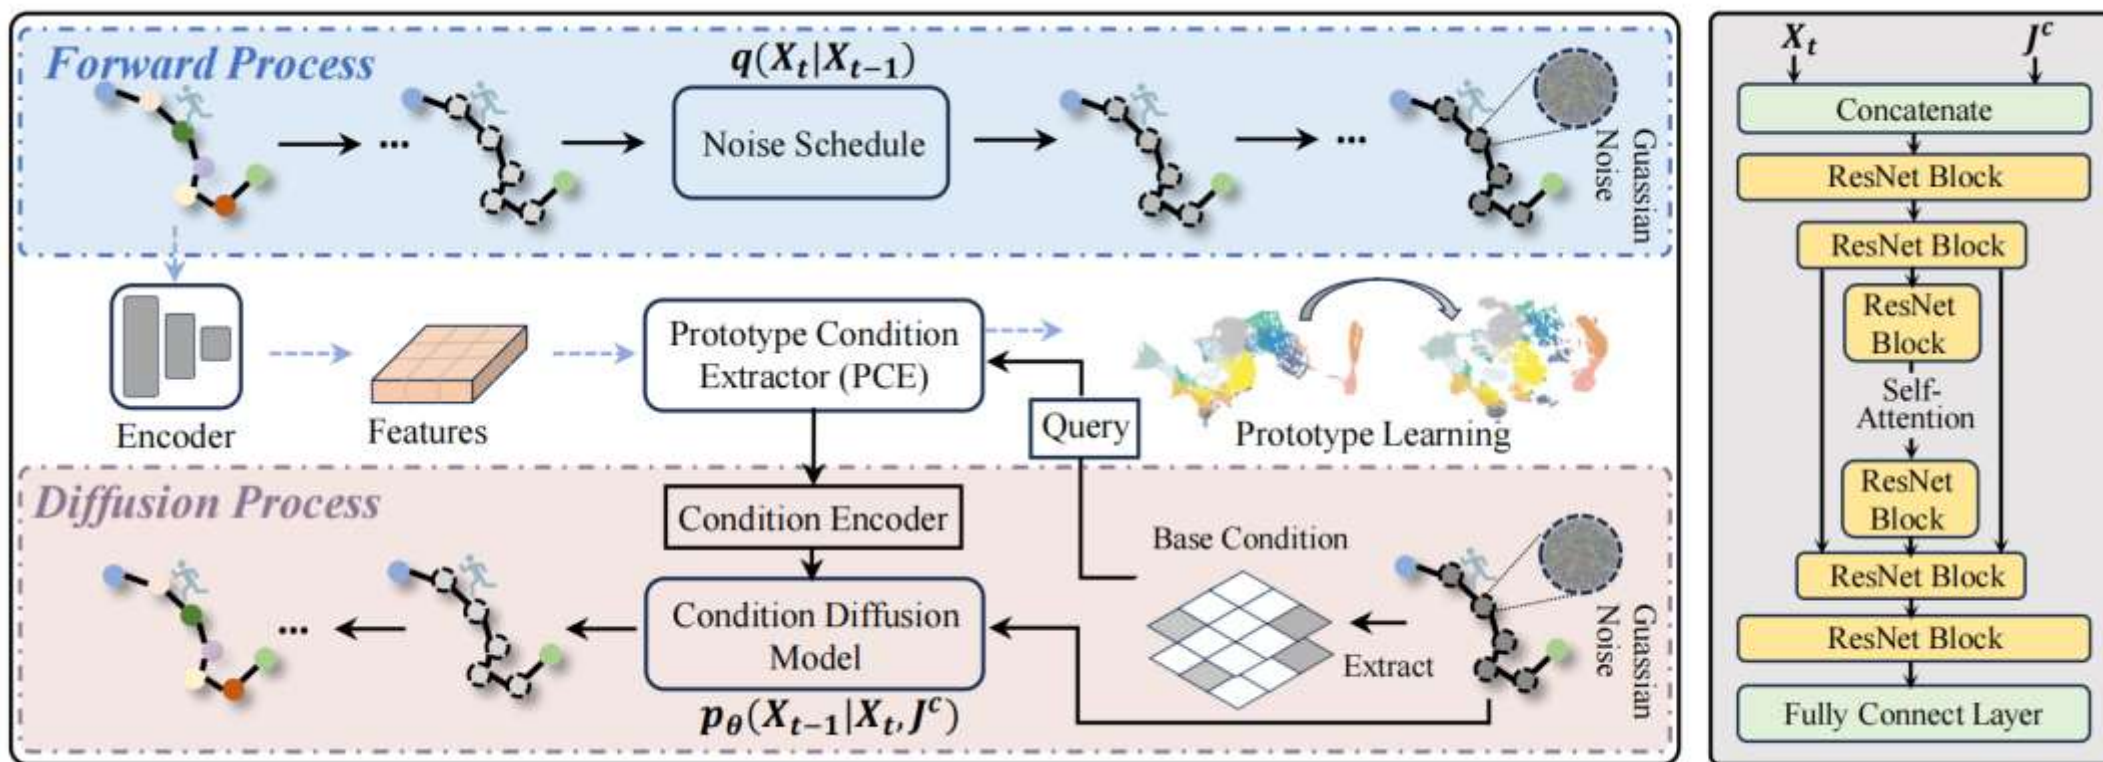 Forward Process
q(X_t|X_{t-1})
Noise Schedule
...
...
Guassian
Noise
Encoder
Features
Prototype Condition
Extractor (PCE)
Query
Prototype Learning
Diffusion Process
Condition Encoder
Base Condition
Extract
Condition Diffusion
Model
p_θ(X_{t-1}|X_t, J^c)
...
Guassian
Noise
X_t
J^c
Concatenate
ResNet Block
ResNet Block
ResNet
Block
Self-
Attention
ResNet
Block
ResNet Block
ResNet Block
Fully Connect Layer